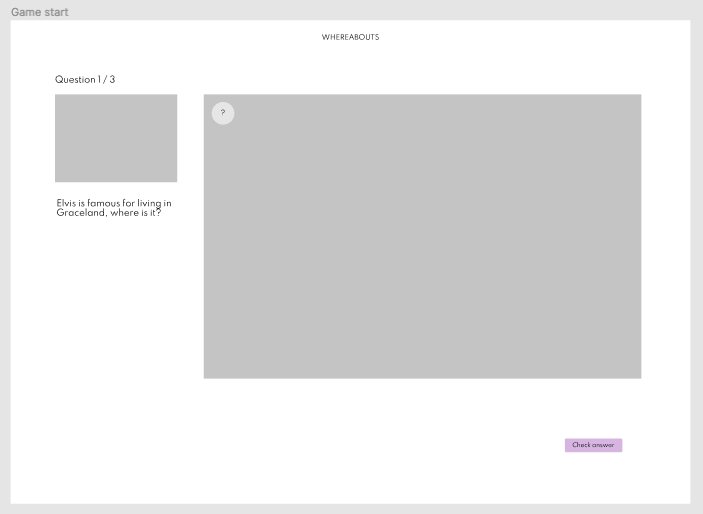 Game start
WHEREABOUTS
Question 1 / 3
?
Elvis is famous for living in
Graceland, where is it?
Check answer